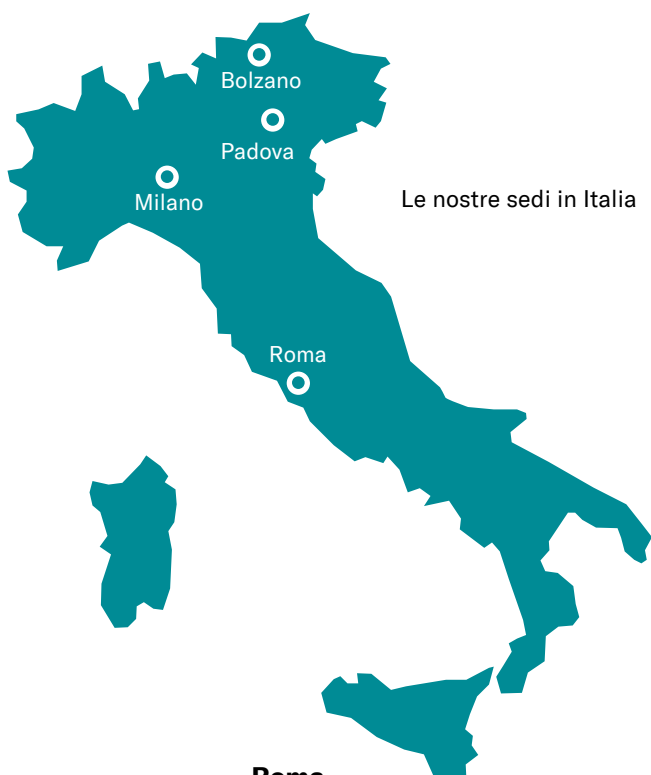 Bolzano
Padova
Milano
Le nostre sedi in Italia
Roma
Roma